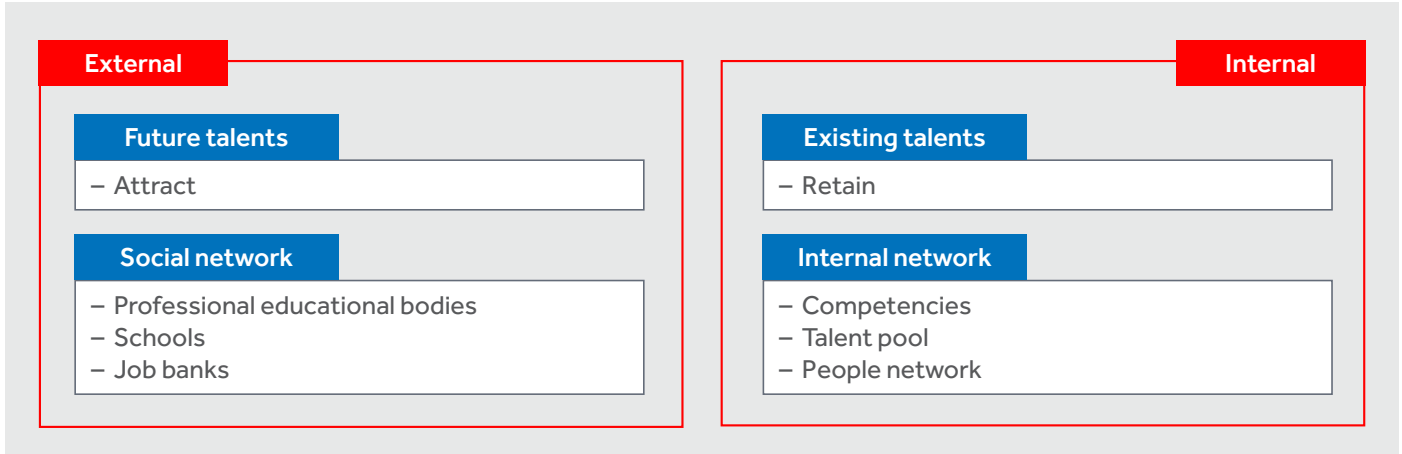 External
Future talents
– Attract
Social network
– Professional educational bodies
– Schools
– Job banks
Internal
Existing talents
– Retain
Internal network
– Competencies
– Talent pool
– People network